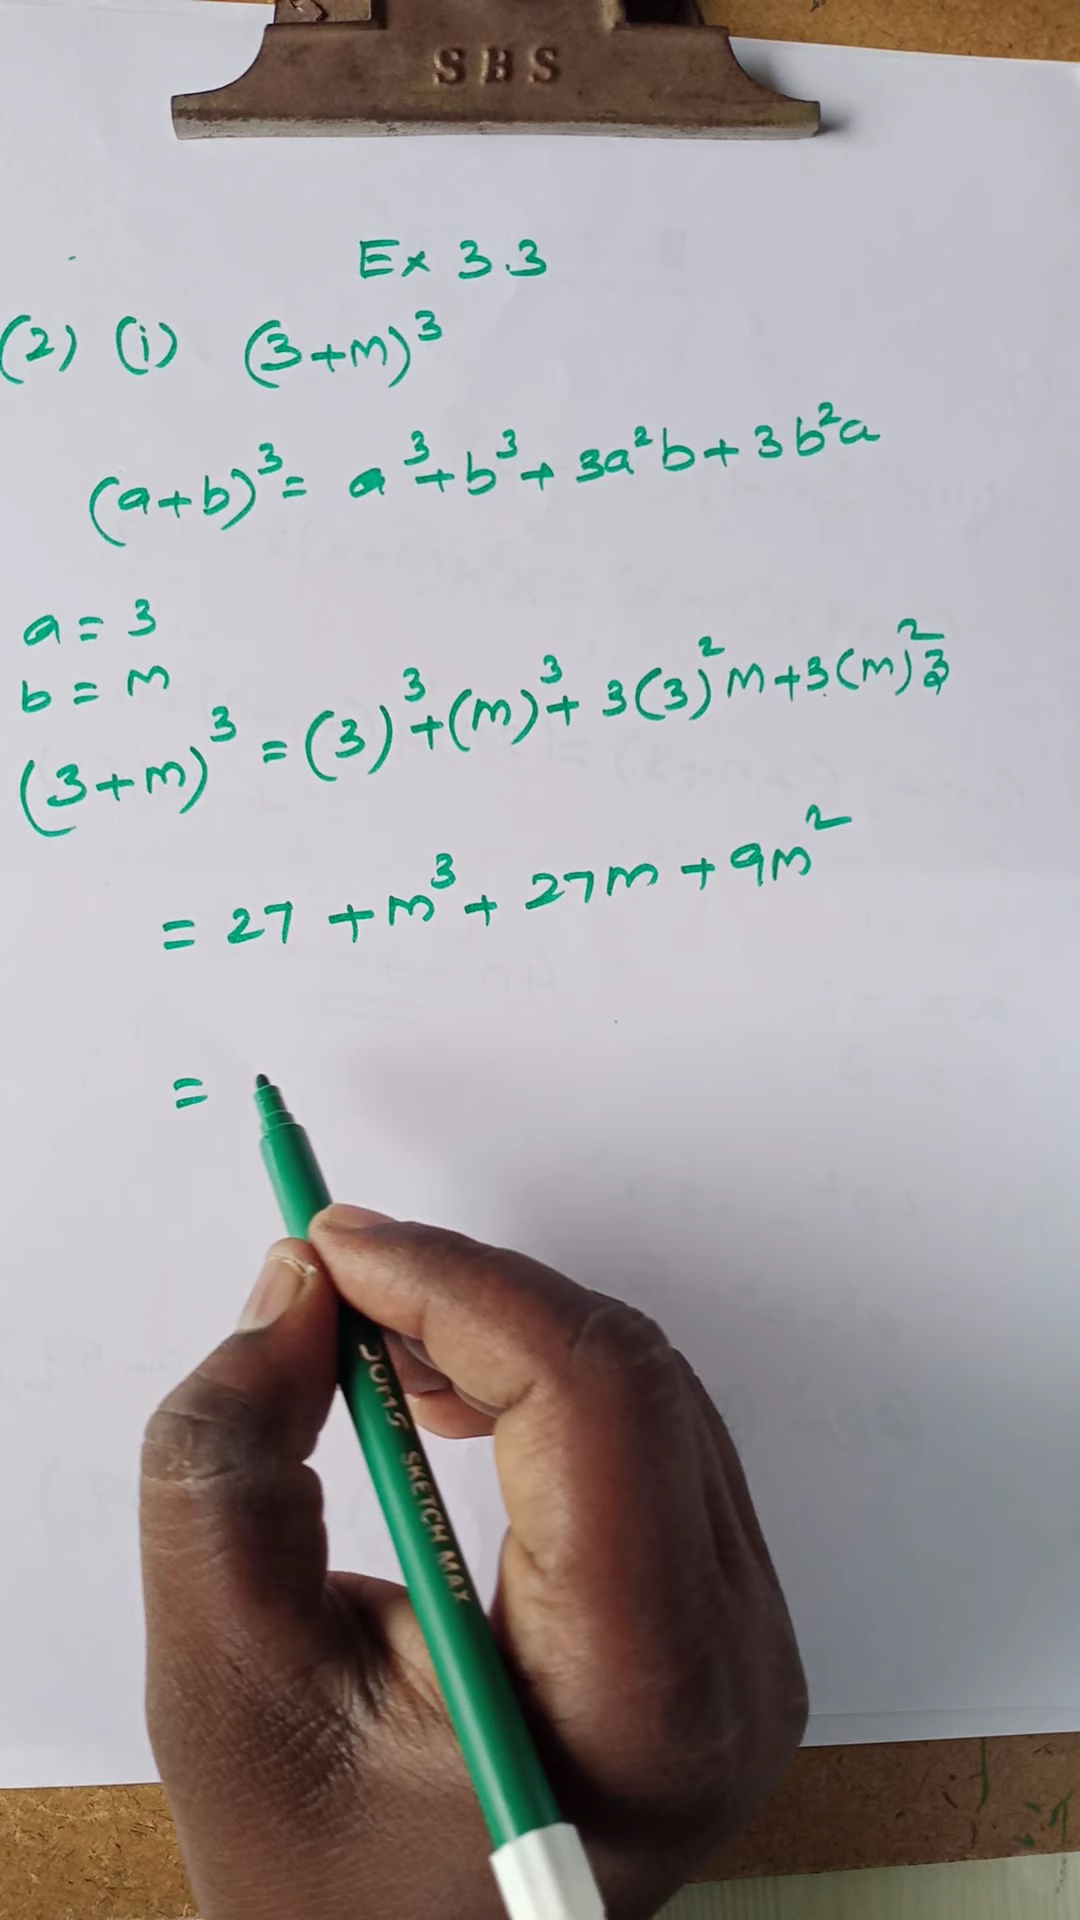 SBS
Ex 3.3
(2) (i) (3+m)³
(a+b)³ = a³+b³+ 3a²b+3b²a
a = 3
b = m
(3+m)³ = (3)³+(m)³+ 3(3)²m+3(m)²3
= 27 +m³+ 27m+9m²
=
JOMS SKETCH MAX